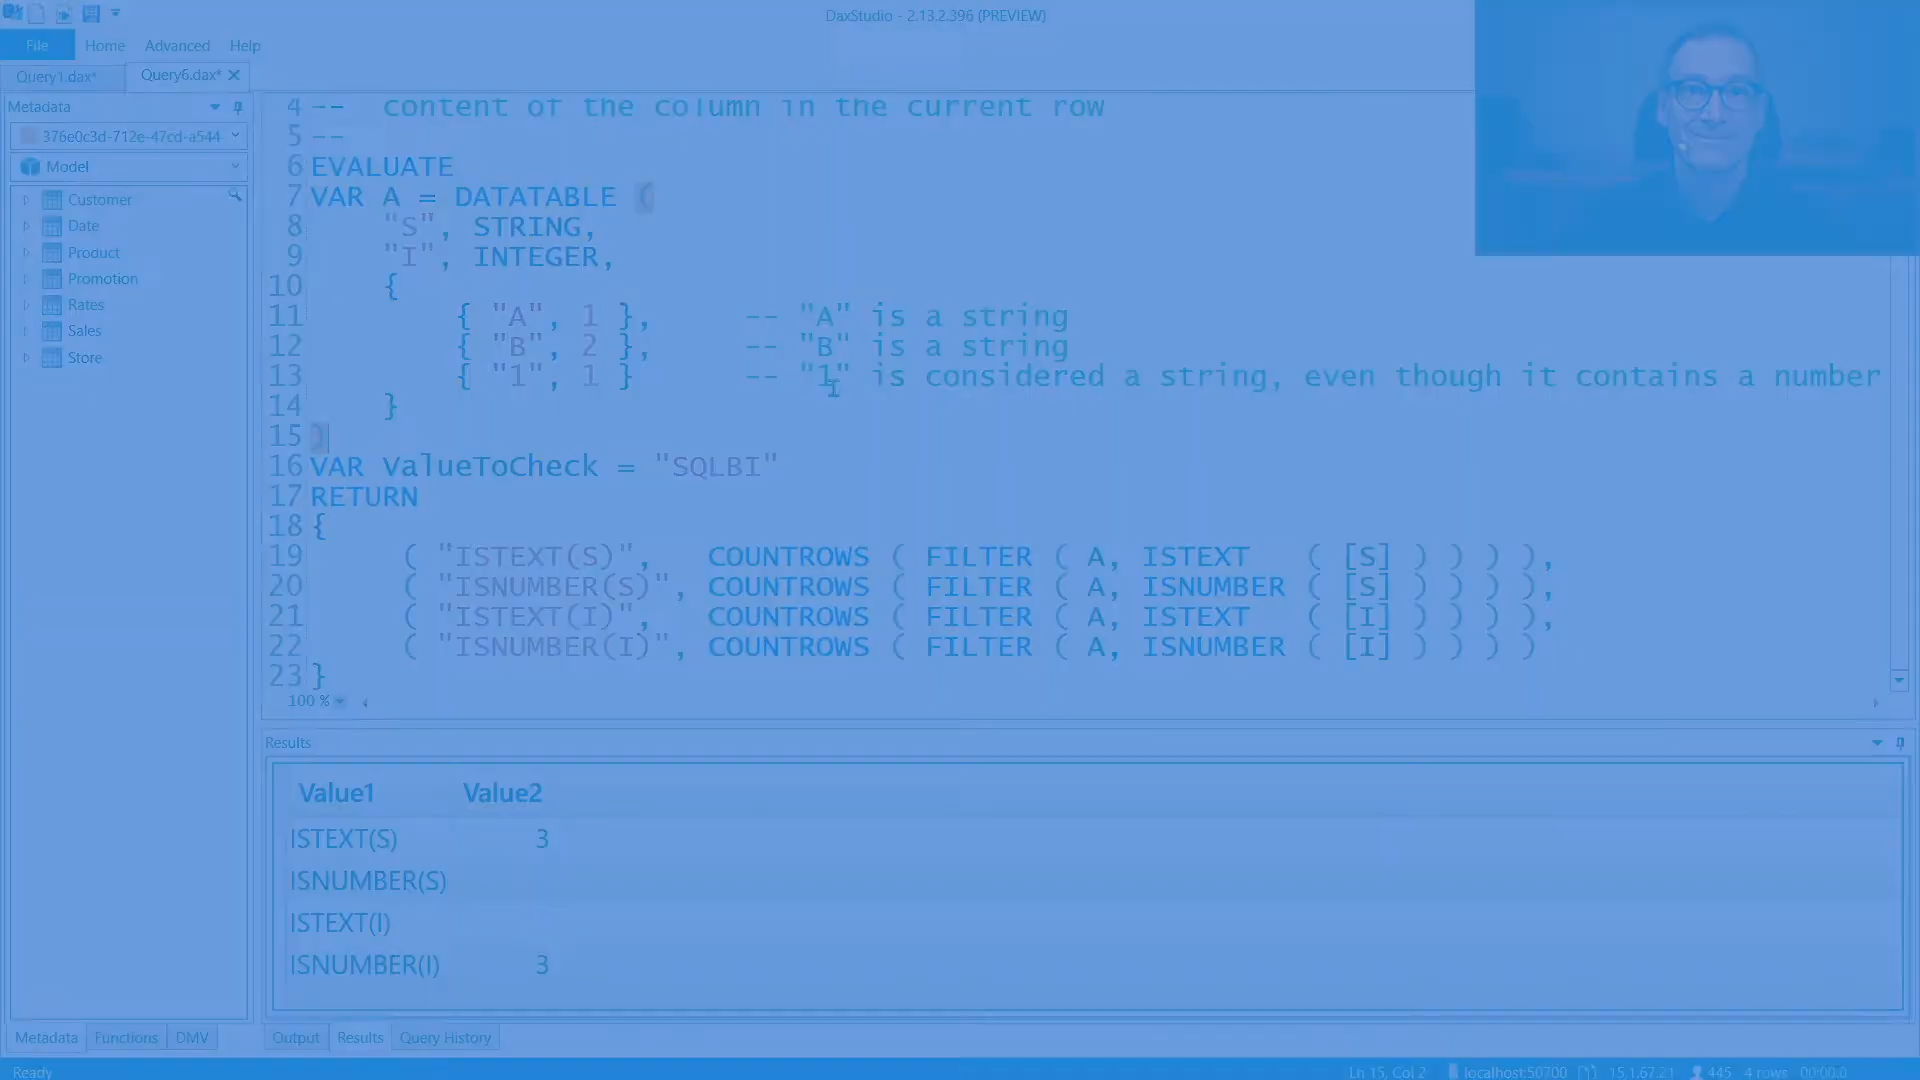 DaxStudio - 2.13.2.396 (PREVIEW)
File Home Advanced Help
Query1.dax* Query6.dax*
Metadata
376e0c3d-712e-47cd-a544
Model
Customer
Date
Product
Promotion
Rates
Sales
Store
4 -- content of the column in the current row
5 --
6 EVALUATE
7 VAR A = DATATABLE (
8 "S", STRING,
9 "I", INTEGER,
10 {
11 { "A", 1 }, -- "A" is a string
12 { "B", 2 }, -- "B" is a string
13 { "1", 1 } -- "1" is considered a string, even though it contains a number
14 }
15 )
16 VAR ValueToCheck = "SQLBI"
17 RETURN
18 {
19 ( "ISTEXT(S)", COUNTROWS ( FILTER ( A, ISTEXT ( [S] ) ) ) ),
20 ( "ISNUMBER(S)", COUNTROWS ( FILTER ( A, ISNUMBER ( [S] ) ) ) ),
21 ( "ISTEXT(I)", COUNTROWS ( FILTER ( A, ISTEXT ( [I] ) ) ) ),
22 ( "ISNUMBER(I)", COUNTROWS ( FILTER ( A, ISNUMBER ( [I] ) ) ) )
23 }
100 %
Results
Value1 Value2
ISTEXT(S) 3
ISNUMBER(S)
ISTEXT(I)
ISNUMBER(I) 3
Metadata Functions DMV Output Results Query History
Ready Ln 15, Col 2 localhost:50700 15.1.67.21 445 4 rows 00:00.0